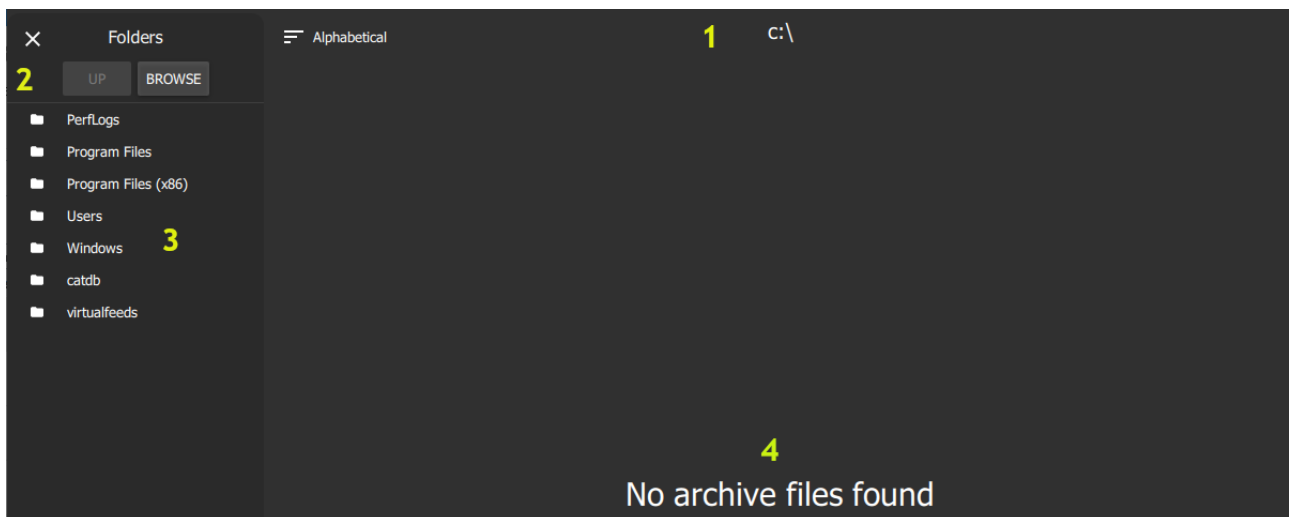 Folders
Alphabetical
1
c:\
2
UP
BROWSE
PerfLogs
Program Files
Program Files (x86)
Users
Windows
3
catdb
virtualfeeds
4
No archive files found